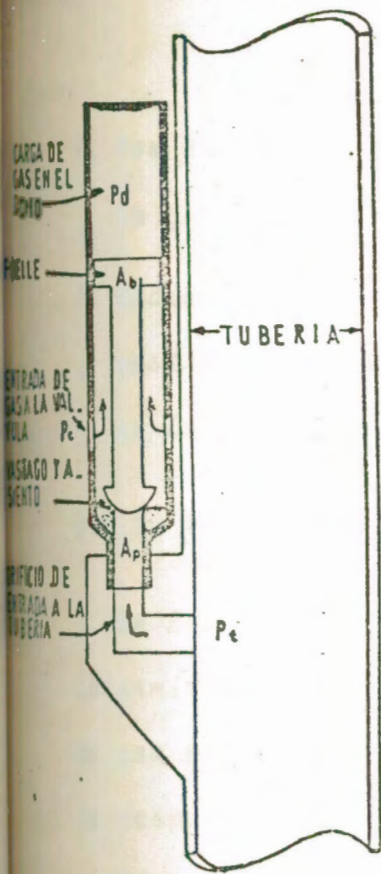 CARGA DE
GAS EN EL
DOMO
Pd
FUELLE
Ab
TUBERIA
ENTRADA DE
GAS A LA VAL-
VULA Pc
VASTAGO Y A-
SIENTO
Ap
ORIFICIO DE
ENTRADA A LA
TUBERIA
Pt